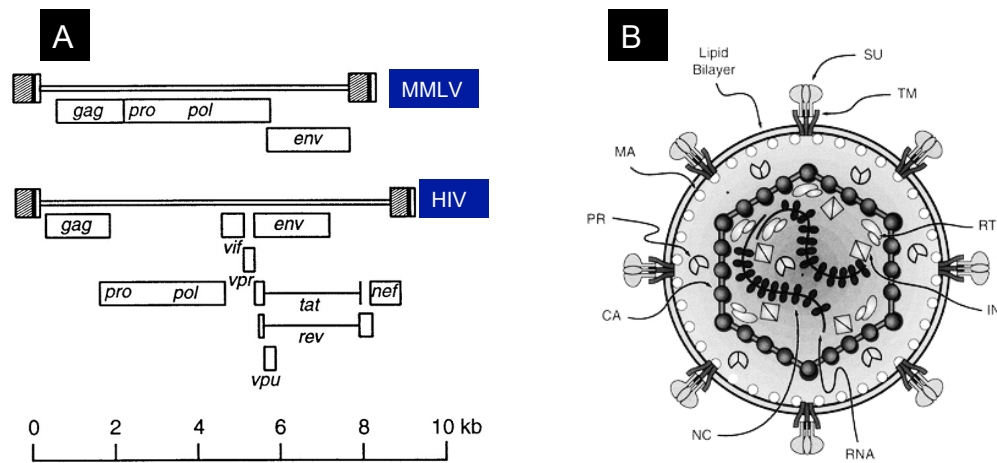 A
MMLV
gag pro pol
env
HIV
gag
vif
env
vpr
pro pol
tat
nef
rev
vpu
0 2 4 6 8 10 kb
B
Lipid
Bilayer
SU
TM
MA
PR
RT
CA
IN
NC
RNA